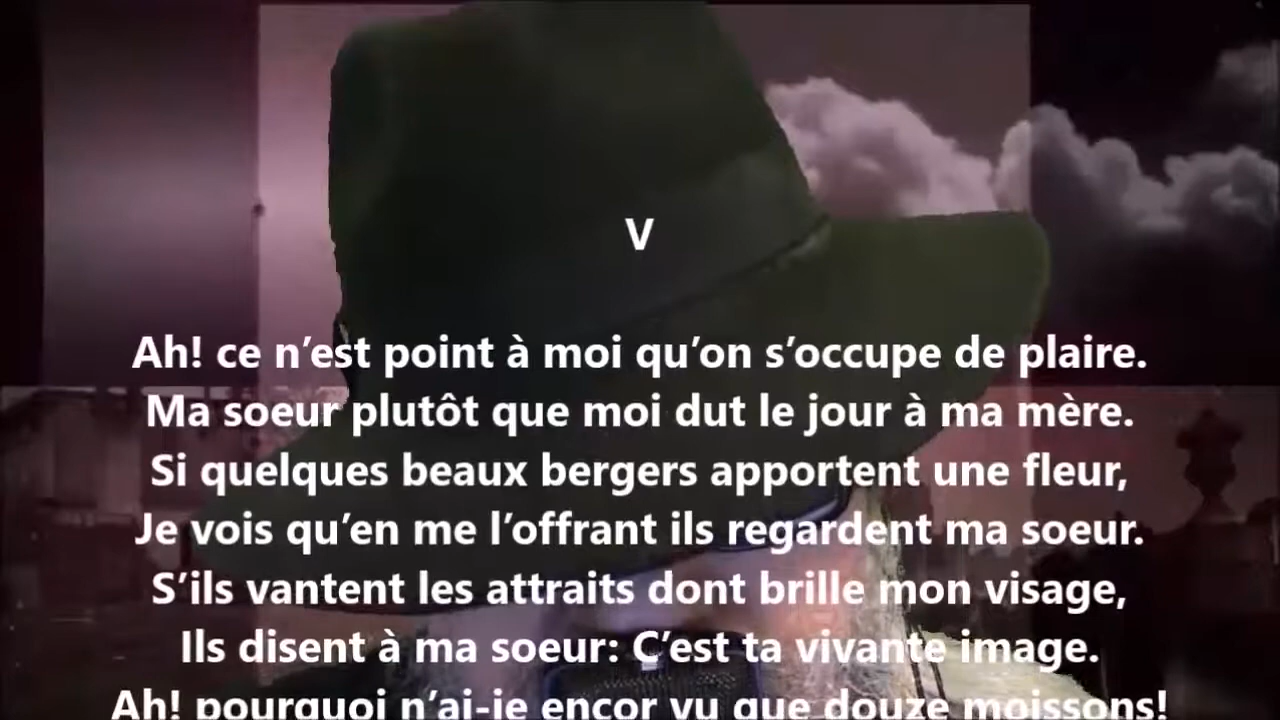 V
Ah! ce n’est point à moi qu’on s’occupe de plaire.
Ma soeur plutôt que moi dut le jour à ma mère.
Si quelques beaux bergers apportent une fleur,
Je vois qu’en me l’offrant ils regardent ma soeur.
S’ils vantent les attraits dont brille mon visage,
Ils disent à ma soeur: C’est ta vivante image.
Ah! pourquoi n’ai-je encor vu que douze moissons!